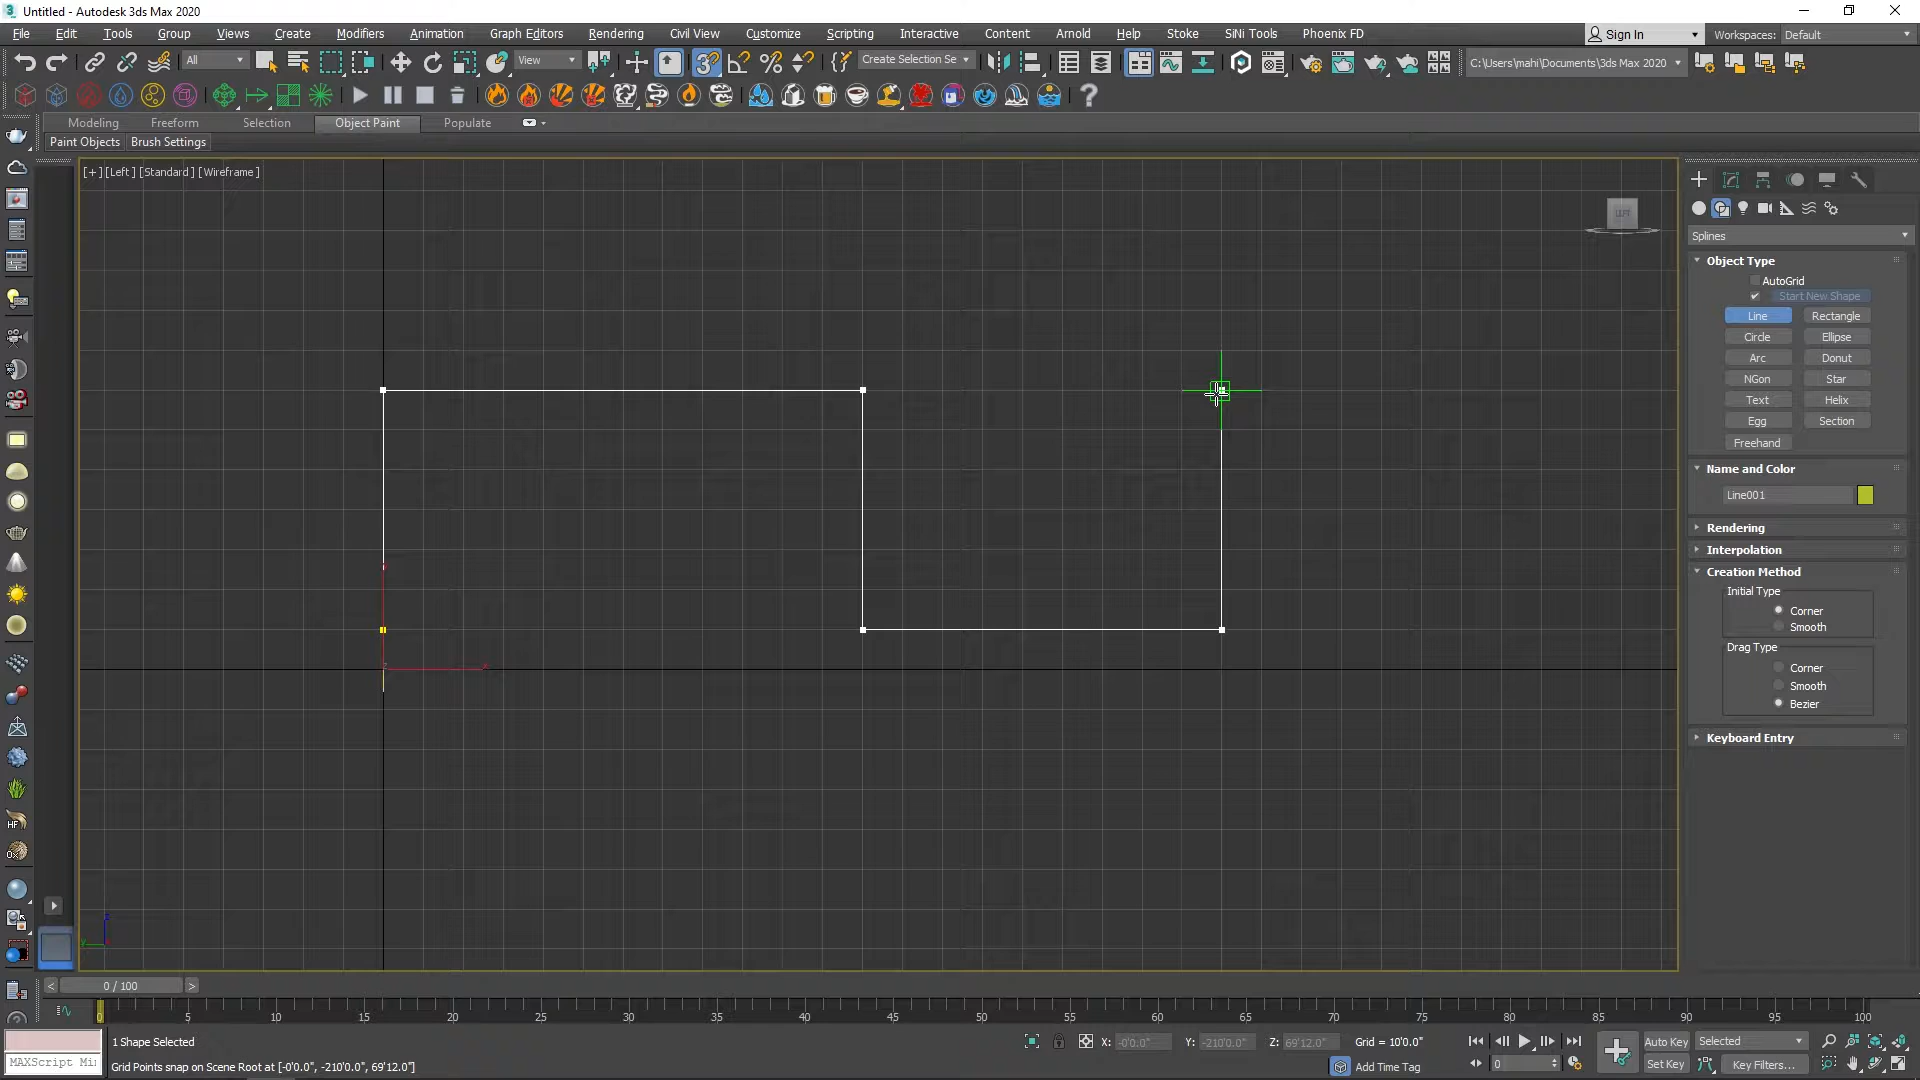 Untitled - Autodesk 3ds Max 2020
File Edit Tools Group Views Create Modifiers Animation Graph Editors Rendering Civil View Customize Scripting Interactive Content Arnold Help Stoke SiNi Tools Phoenix FD Sign In Workspaces: Default
All View Create Selection Se C:\Users\mahi\Documents\3ds Max 2020
Modeling Freeform Selection Object Paint Populate
Paint Objects Brush Settings
[+] [Left ] [Standard ] [Wireframe ]
LEFT
Splines
Object Type
AutoGrid
Start New Shape
Line Rectangle
Circle Ellipse
Arc Donut
NGon Star
Text Helix
Egg Section
Freehand
Name and Color
Line001
Rendering
Interpolation
Creation Method
Initial Type
Corner
Smooth
Drag Type
Corner
Smooth
Bezier
Keyboard Entry
HF
0 / 100
0 5 10 15 20 25 30 35 40 45 50 55 60 65 70 75 80 85 90 95 100
1 Shape Selected
X: -0'0.0" Y: -210'0.0" Z: 69'12.0" Grid = 10'0.0"
Auto Key Selected
MAXScript Mi
Grid Points snap on Scene Root at [-0'0.0", -210'0.0", 69'12.0"]
Add Time Tag
0
Set Key Key Filters...